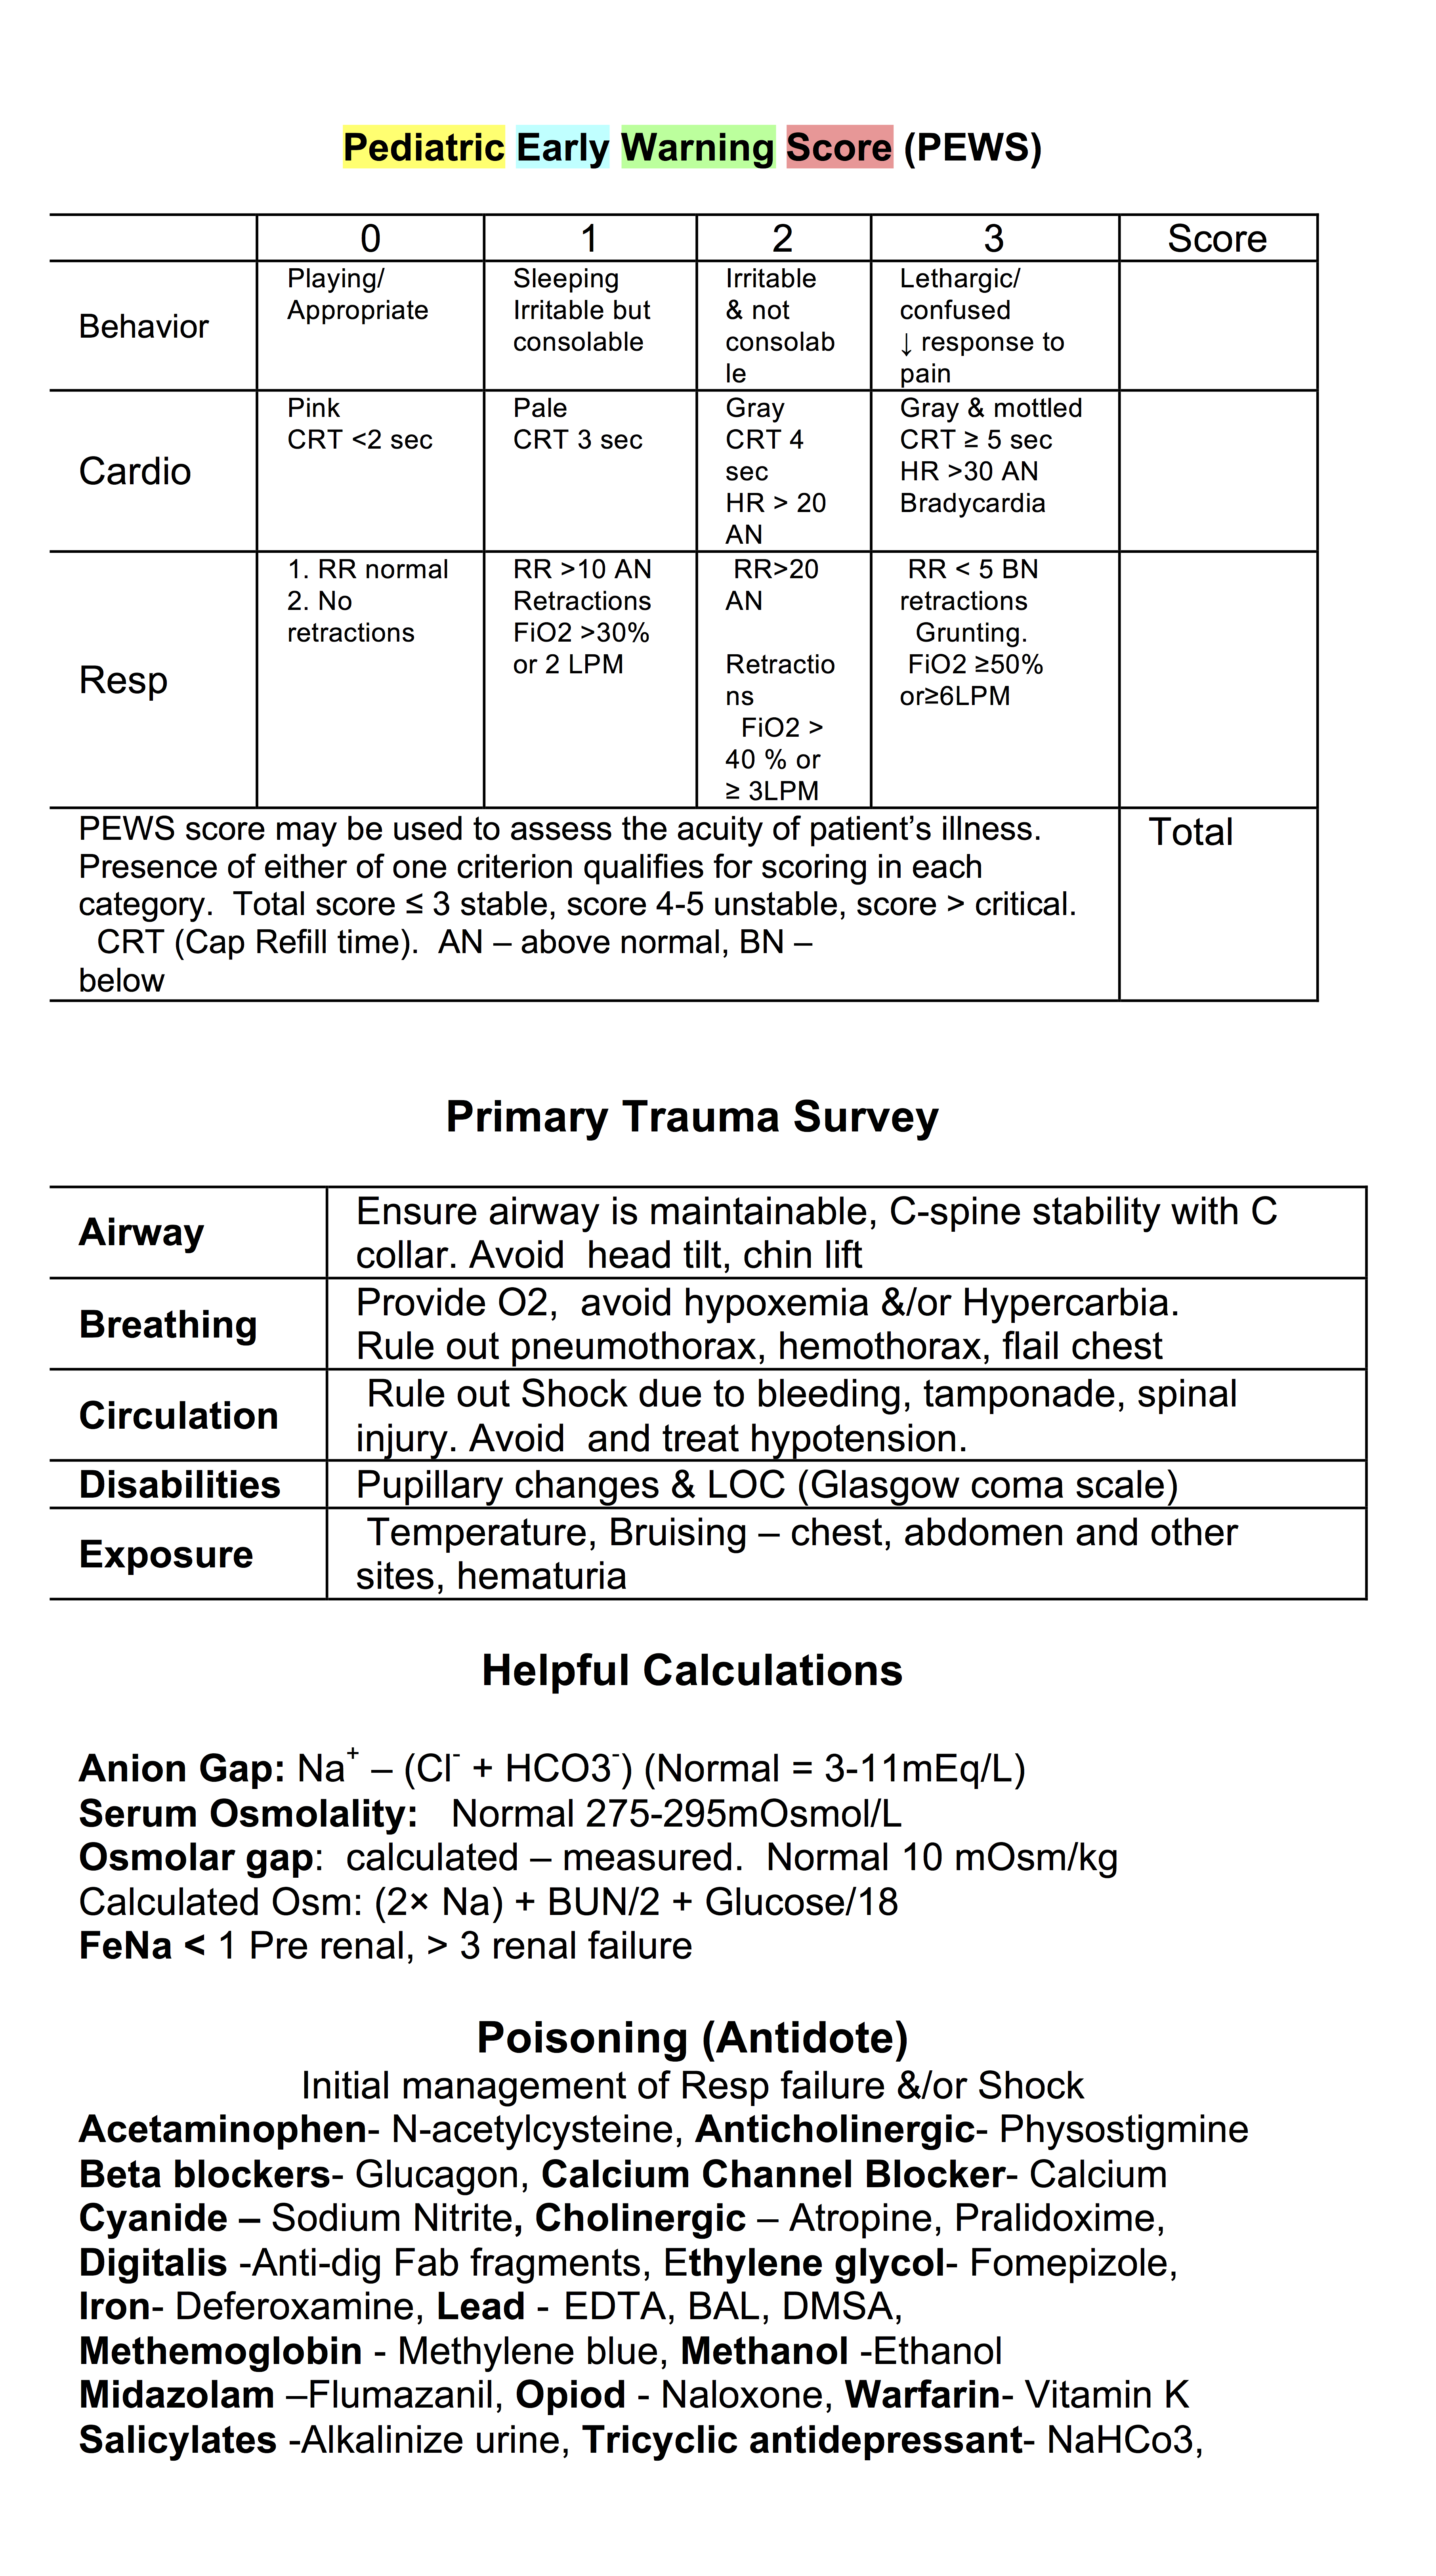 Pediatric Early Warning Score (PEWS)
0 1 2 3 Score
Behavior
Playing/
Appropriate
Sleeping
Irritable but
consolable
Irritable
& not
consolab
le
Lethargic/
confused
↓ response to
pain
Cardio
Pink
CRT <2 sec
Pale
CRT 3 sec
Gray
CRT 4
sec
HR > 20
AN
Gray & mottled
CRT ≥ 5 sec
HR >30 AN
Bradycardia
Resp
1. RR normal
2. No
retractions
RR >10 AN
Retractions
FiO2 >30%
or 2 LPM
RR>20
AN
Retractio
ns
FiO2 >
40 % or
≥ 3LPM
RR < 5 BN
retractions
Grunting.
FiO2 ≥50%
or≥6LPM
PEWS score may be used to assess the acuity of patient’s illness.
Presence of either of one criterion qualifies for scoring in each
category. Total score ≤ 3 stable, score 4-5 unstable, score > critical.
CRT (Cap Refill time). AN – above normal, BN –
below
Total
Primary Trauma Survey
Airway
Ensure airway is maintainable, C-spine stability with C
collar. Avoid head tilt, chin lift
Breathing
Provide O2, avoid hypoxemia &/or Hypercarbia.
Rule out pneumothorax, hemothorax, flail chest
Circulation
Rule out Shock due to bleeding, tamponade, spinal
injury. Avoid and treat hypotension.
Disabilities
Pupillary changes & LOC (Glasgow coma scale)
Exposure
Temperature, Bruising – chest, abdomen and other
sites, hematuria
Helpful Calculations
Anion Gap: Na⁺ – (Cl⁻ + HCO3⁻) (Normal = 3-11mEq/L)
Serum Osmolality: Normal 275-295mOsmol/L
Osmolar gap: calculated – measured. Normal 10 mOsm/kg
Calculated Osm: (2× Na) + BUN/2 + Glucose/18
FeNa < 1 Pre renal, > 3 renal failure
Poisoning (Antidote)
Initial management of Resp failure &/or Shock
Acetaminophen- N-acetylcysteine, Anticholinergic- Physostigmine
Beta blockers- Glucagon, Calcium Channel Blocker- Calcium
Cyanide – Sodium Nitrite, Cholinergic – Atropine, Pralidoxime,
Digitalis -Anti-dig Fab fragments, Ethylene glycol- Fomepizole,
Iron- Deferoxamine, Lead - EDTA, BAL, DMSA,
Methemoglobin - Methylene blue, Methanol -Ethanol
Midazolam –Flumazanil, Opiod - Naloxone, Warfarin- Vitamin K
Salicylates -Alkalinize urine, Tricyclic antidepressant- NaHCo3,